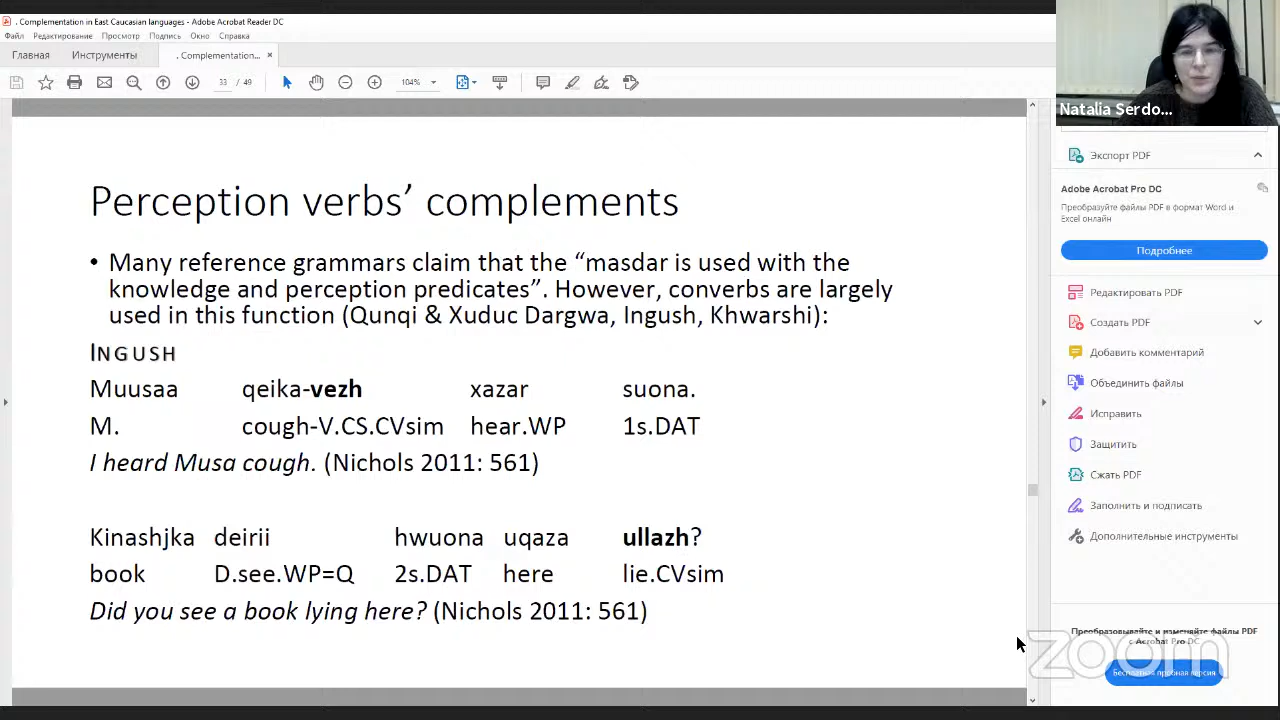 . Complementation in East Caucasian languages - Adobe Acrobat Reader DC
Файл Редактирование Просмотр Подпись Окно Справка
Главная Инструменты . Complementation... ×
33 / 49 104%
Natalia Serdo...
Perception verbs’ complements
• Many reference grammars claim that the “masdar is used with the
knowledge and perception predicates”. However, converbs are largely
used in this function (Qunqi & Xuduc Dargwa, Ingush, Khwarshi):
INGUSH
Muusaa qeika-vezh xazar suona.
M. cough-V.CS.CVsim hear.WP 1s.DAT
I heard Musa cough. (Nichols 2011: 561)
Kinashjka deirii hwuona uqaza ullazh?
book D.see.WP=Q 2s.DAT here lie.CVsim
Did you see a book lying here? (Nichols 2011: 561)
Экспорт PDF
Adobe Acrobat Pro DC
Преобразуйте файлы PDF в формат Word и
Excel онлайн
Подробнее
Редактировать PDF
Создать PDF
Добавить комментарий
Объединить файлы
Исправить
Защитить
Сжать PDF
Заполнить и подписать
Дополнительные инструменты
Преобразовывайте и изменяйте файлы PDF
с Acrobat Pro DC
Бесплатная пробная версия
zoom